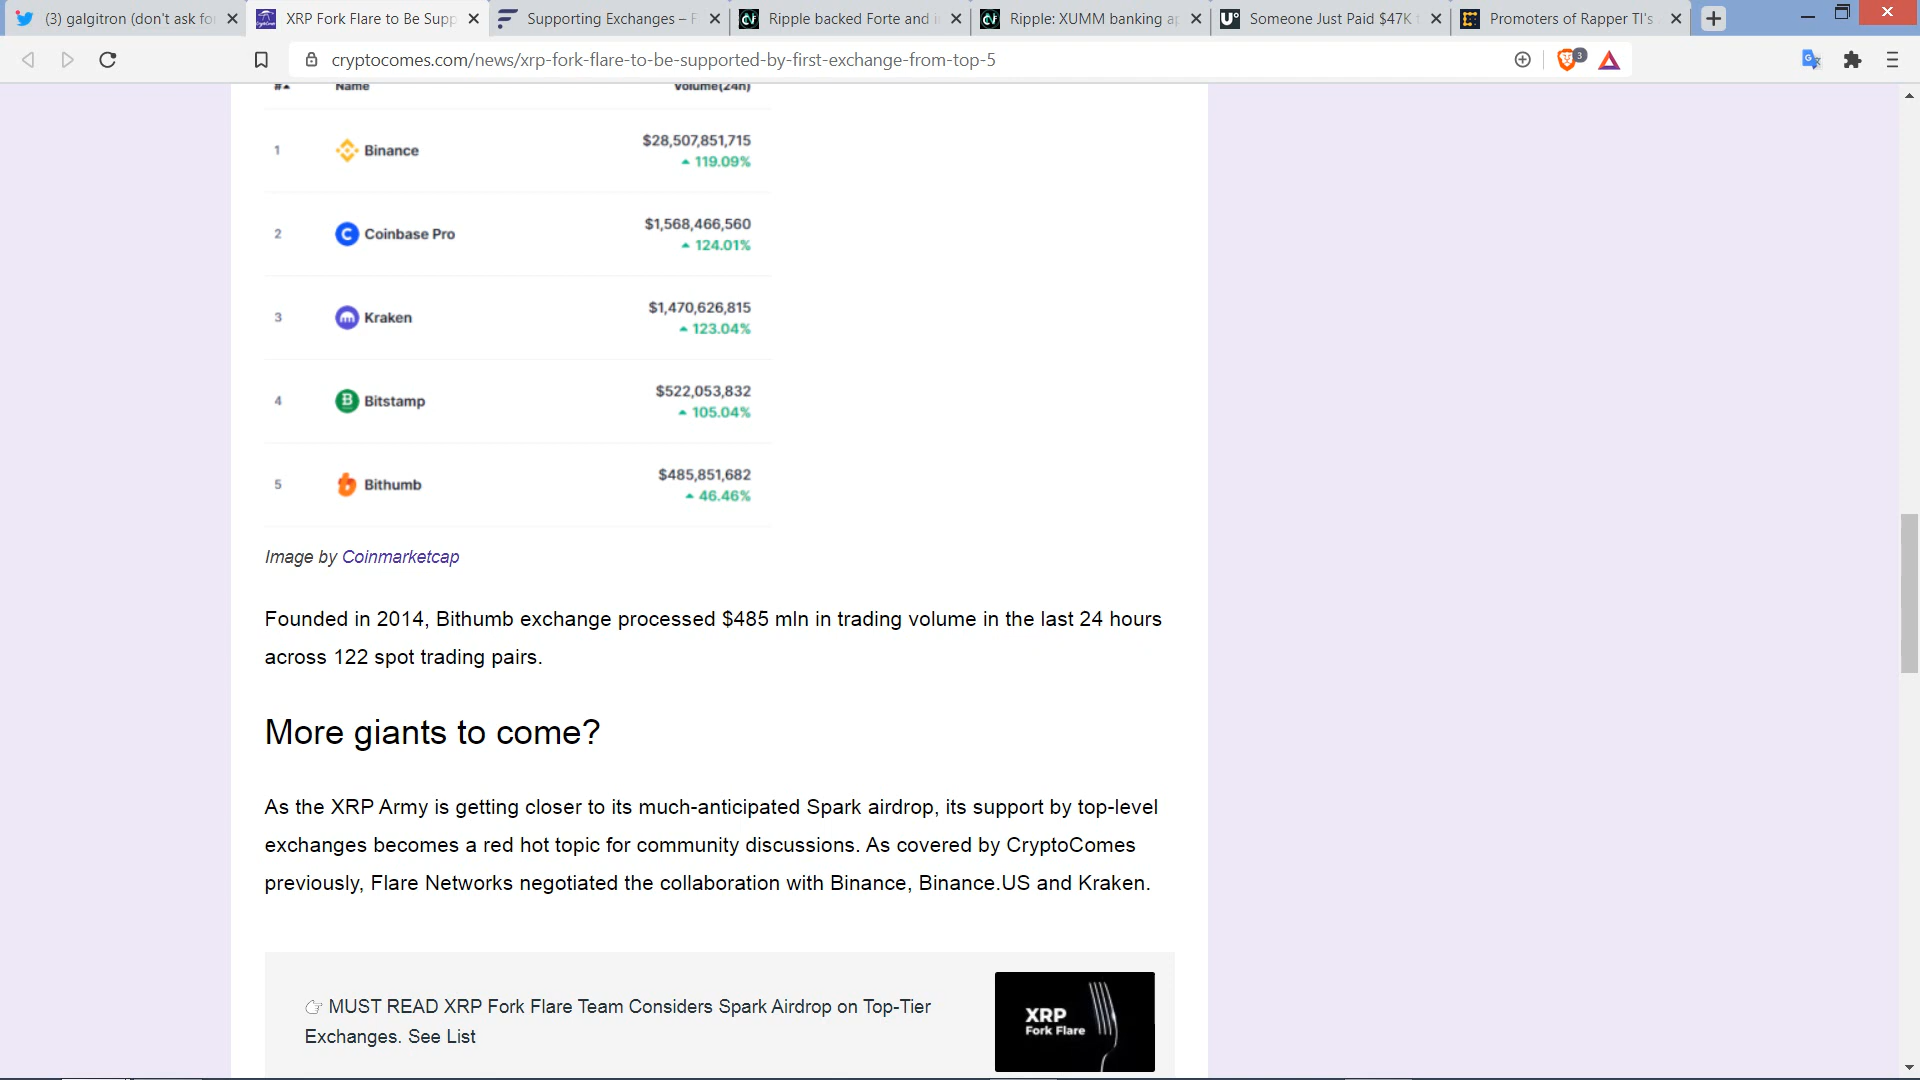 (3) galgitron (don't ask fo
XRP Fork Flare to Be Supp
Supporting Exchanges – F
Ripple backed Forte and i
Ripple: XUMM banking a
Someone Just Paid $47K t
Promoters of Rapper TI's
cryptocomes.com/news/xrp-fork-flare-to-be-supported-by-first-exchange-from-top-5
3
# Name Volume(24h)
1 Binance $28,507,851,715
119.09%
2 Coinbase Pro $1,568,466,560
124.01%
3 Kraken $1,470,626,815
123.04%
4 Bitstamp $522,053,832
105.04%
5 Bithumb $485,851,682
46.46%
Image by Coinmarketcap
Founded in 2014, Bithumb exchange processed $485 mln in trading volume in the last 24 hours
across 122 spot trading pairs.
More giants to come?
As the XRP Army is getting closer to its much-anticipated Spark airdrop, its support by top-level
exchanges becomes a red hot topic for community discussions. As covered by CryptoComes
previously, Flare Networks negotiated the collaboration with Binance, Binance.US and Kraken.
👉 MUST READ XRP Fork Flare Team Considers Spark Airdrop on Top-Tier
Exchanges. See List
XRP
Fork Flare